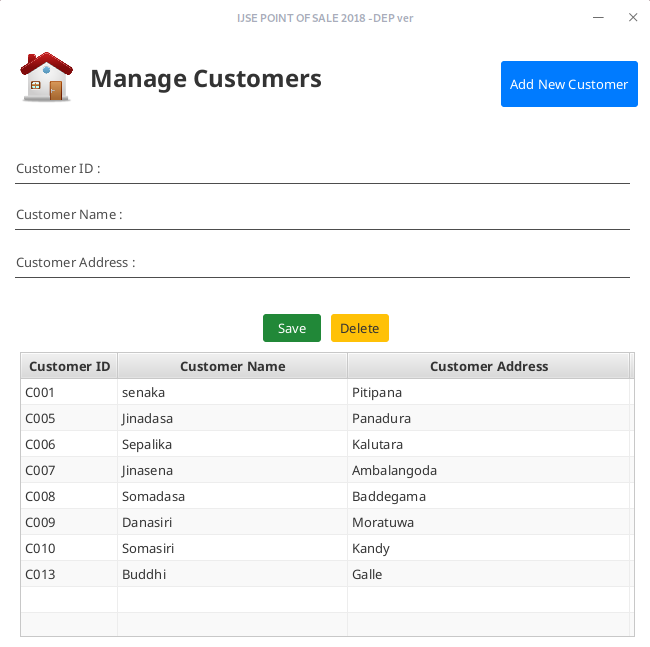 IJSE POINT OF SALE 2018 -DEP ver
Manage Customers
Add New Customer
Customer ID :
Customer Name :
Customer Address :
Save Delete
Customer ID Customer Name Customer Address
C001 senaka Pitipana
C005 Jinadasa Panadura
C006 Sepalika Kalutara
C007 Jinasena Ambalangoda
C008 Somadasa Baddegama
C009 Danasiri Moratuwa
C010 Somasiri Kandy
C013 Buddhi Galle